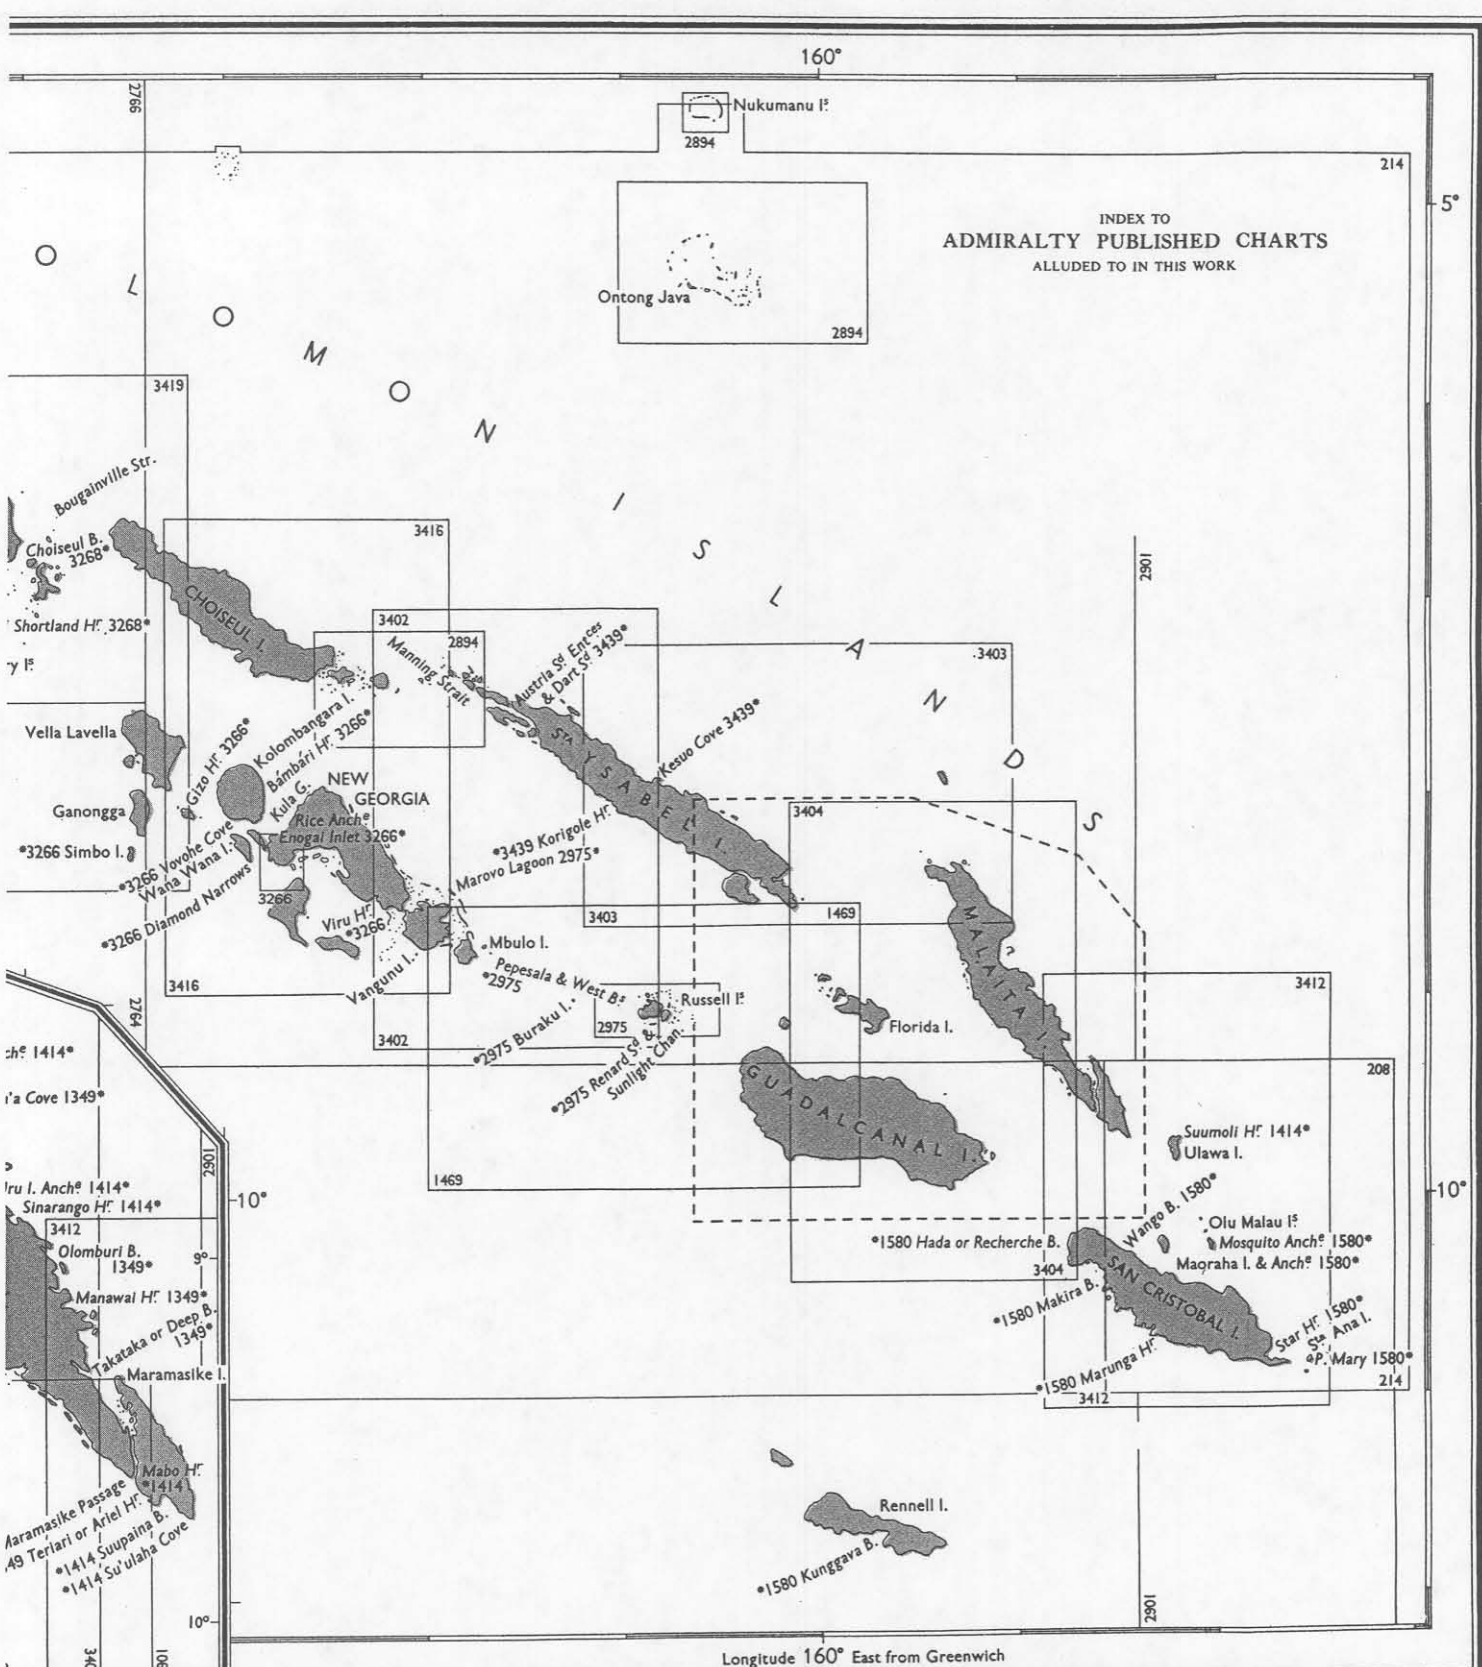 160°
2766
Nukumanu Iˢ.
2894
214
5°
INDEX TO
ADMIRALTY PUBLISHED CHARTS
ALLUDED TO IN THIS WORK
Ontong Java
2894
O L O M O N I S L A N D S
3419
Bougainville Str.
3416
Choiseul B.
3268*
2901
CHOISEUL I.
Shortland Hʳ. 3268*
3402
2894
Manning Strait
Austria Sᵈ Entᶜᵉˢ
& Dart Sᵈ 3439*
3403
ry Iˢ.
Vella Lavella
Gizo Hʳ. 3266*
Kolombangara I.
Bámbári Hʳ. 3266*
Kula G.
NEW
GEORGIA
Sᵀᴬ YSABEL I.
Kesuo Cove 3439*
Ganongga
Rice Anchᵉ
Enogai Inlet 3266*
3404
*3266 Simbo I.
*3266 Vovohe Cove
Wana Wana I.
*3439 Korigole Hʳ.
Marovo Lagoon 2975*
*3266 Diamond Narrows
3266
Viru Hʳ.
*3266
3403
1469
MALAITA I.
Mbulo I.
Vangunu I.
3416
Pepesala & West Bˢ
*2975
Russell Iˢ.
3412
2764
2975
*2975 Buraku I.
Florida I.
3402
*2975 Renard Sᵈ &
Sunlight Chan.
208
chᵉ 1414*
GUADALCANAL I.
a Cove 1349*
Suumoli Hʳ. 1414*
Ulawa I.
2901
1469
10°
10°
ru I. Anchᵉ. 1414*
Sinarango Hʳ. 1414*
3412
Wango B. 1580*
Olu Malau Iˢ.
*1580 Hada or Recherche B.
Mosquito Anchᵉ 1580*
Olomburi B.
1349*
9°
3404
Maoraha I. & Anchᵉ. 1580*
SAN CRISTOBAL I.
Manawai Hʳ. 1349*
*1580 Makira B.
Takataka or Deep B.
1349*
Star Hʳ. 1580*
Sᵗᵃ Ana I.
*1580 Marunga Hʳ.
P. Mary 1580*
Maramasike I.
214
3412
Mabo Hʳ.
*1414
Maramasike Passage
49 Teriari or Ariel Hʳ.
*1414 Suupaina B.
*1414 Su'ulaha Cove
Rennell I.
*1580 Kunggava B.
2901
10°
Longitude 160° East from Greenwich